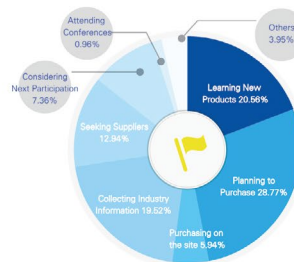 Attending
Conferences
0.96%
Others
3.95%
Considering
Next Participation
7.36%
Learning New
Products 20.56%
Seeking Suppliers
12.94%
Planning to
Purchase 28.77%
Collecting Industry
Information 19.52%
Purchasing on
the site 5.94%